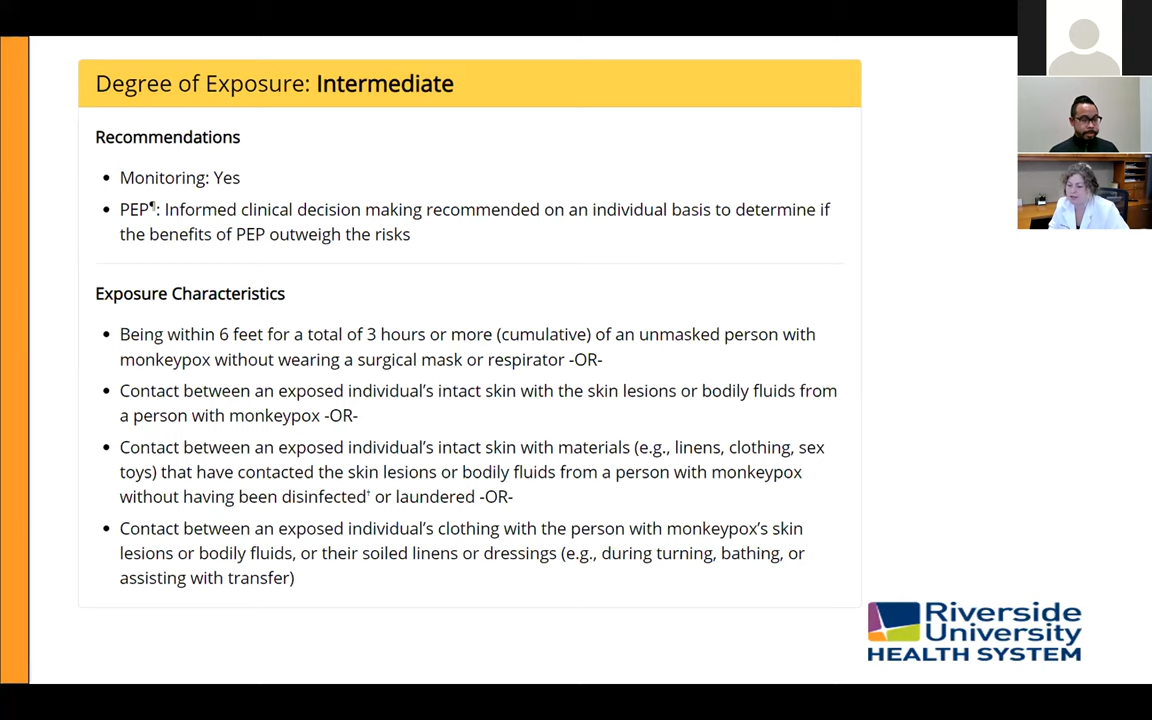 Degree of Exposure: Intermediate
Recommendations
• Monitoring: Yes
• PEP¶: Informed clinical decision making recommended on an individual basis to determine if
the benefits of PEP outweigh the risks
Exposure Characteristics
• Being within 6 feet for a total of 3 hours or more (cumulative) of an unmasked person with
monkeypox without wearing a surgical mask or respirator -OR-
• Contact between an exposed individual’s intact skin with the skin lesions or bodily fluids from
a person with monkeypox -OR-
• Contact between an exposed individual’s intact skin with materials (e.g., linens, clothing, sex
toys) that have contacted the skin lesions or bodily fluids from a person with monkeypox
without having been disinfected† or laundered -OR-
• Contact between an exposed individual’s clothing with the person with monkeypox’s skin
lesions or bodily fluids, or their soiled linens or dressings (e.g., during turning, bathing, or
assisting with transfer)
Riverside
University
HEALTH SYSTEM